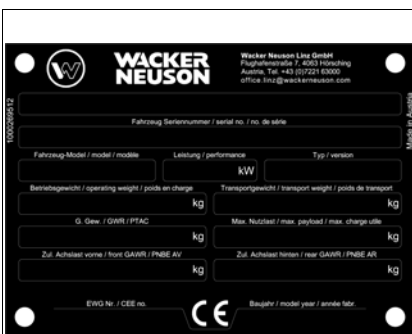 WACKER
NEUSON
Wacker Neuson Linz GmbH
Flughafenstraße 7, 4063 Hörsching
Austria, Tel. +43 (0)7221 63000
office.linz@wackerneuson.com
1000269512
Made in Austria
Fahrzeug Seriennummer / serial no. / no. de série
Fahrzeug-Model / model / modèle
Leistung / performance
Typ / version
kW
Betriebsgewicht / operating weight / poids en charge
Transportgewicht / transport weight / poids de transport
kg
kg
G. Gew. / GWR / PTAC
Max. Nutzlast / max. payload / max. charge utile
kg
kg
Zul. Achslast vorne / front GAWR / PNBE AV
Zul. Achslast hinten / rear GAWR / PNBE AR
kg
kg
EWG Nr. / CEE no.
CE
Baujahr / model year / année fabr.